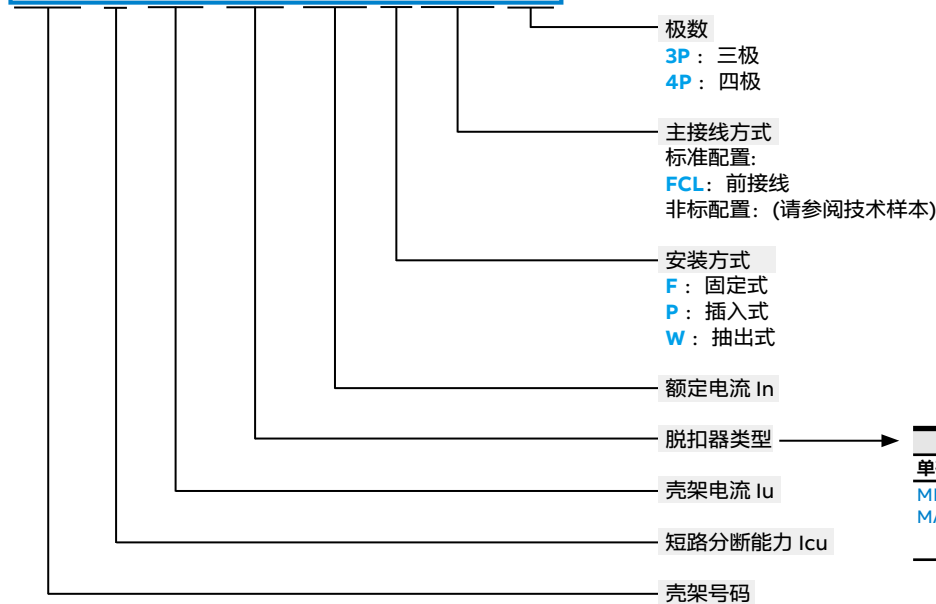 极数
3P： 三极
4P： 四极
主接线方式
标准配置:
FCL：前接线
非标配置：(请参阅技术样本)
安装方式
F： 固定式
P： 插入式
W： 抽出式
额定电流 In
脱扣器类型
单
壳架电流 Iu
短路分断能力 Icu
壳架号码